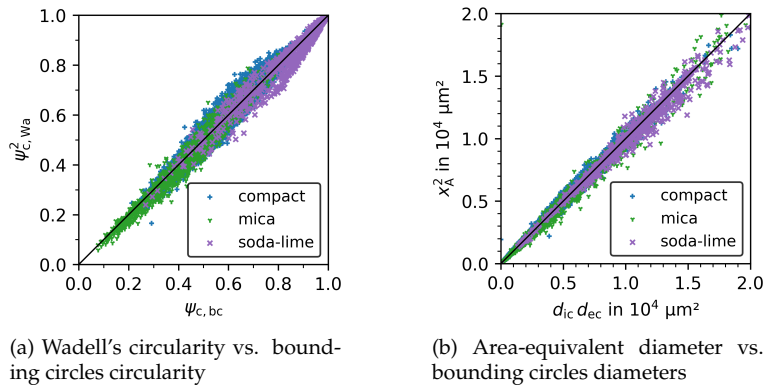 1.0
0.8
0.6
0.4
0.2
0.0
ψ²c,Wa
0.0 0.2 0.4 0.6 0.8 1.0
ψc,bc
compact
mica
soda-lime
(a) Wadell's circularity vs. bound-
ing circles circularity
2.0
1.5
1.0
0.5
0.0
x²A in 10⁴ µm²
0.0 0.5 1.0 1.5 2.0
dic dec in 10⁴ µm²
compact
mica
soda-lime
(b) Area-equivalent diameter vs.
bounding circles diameters